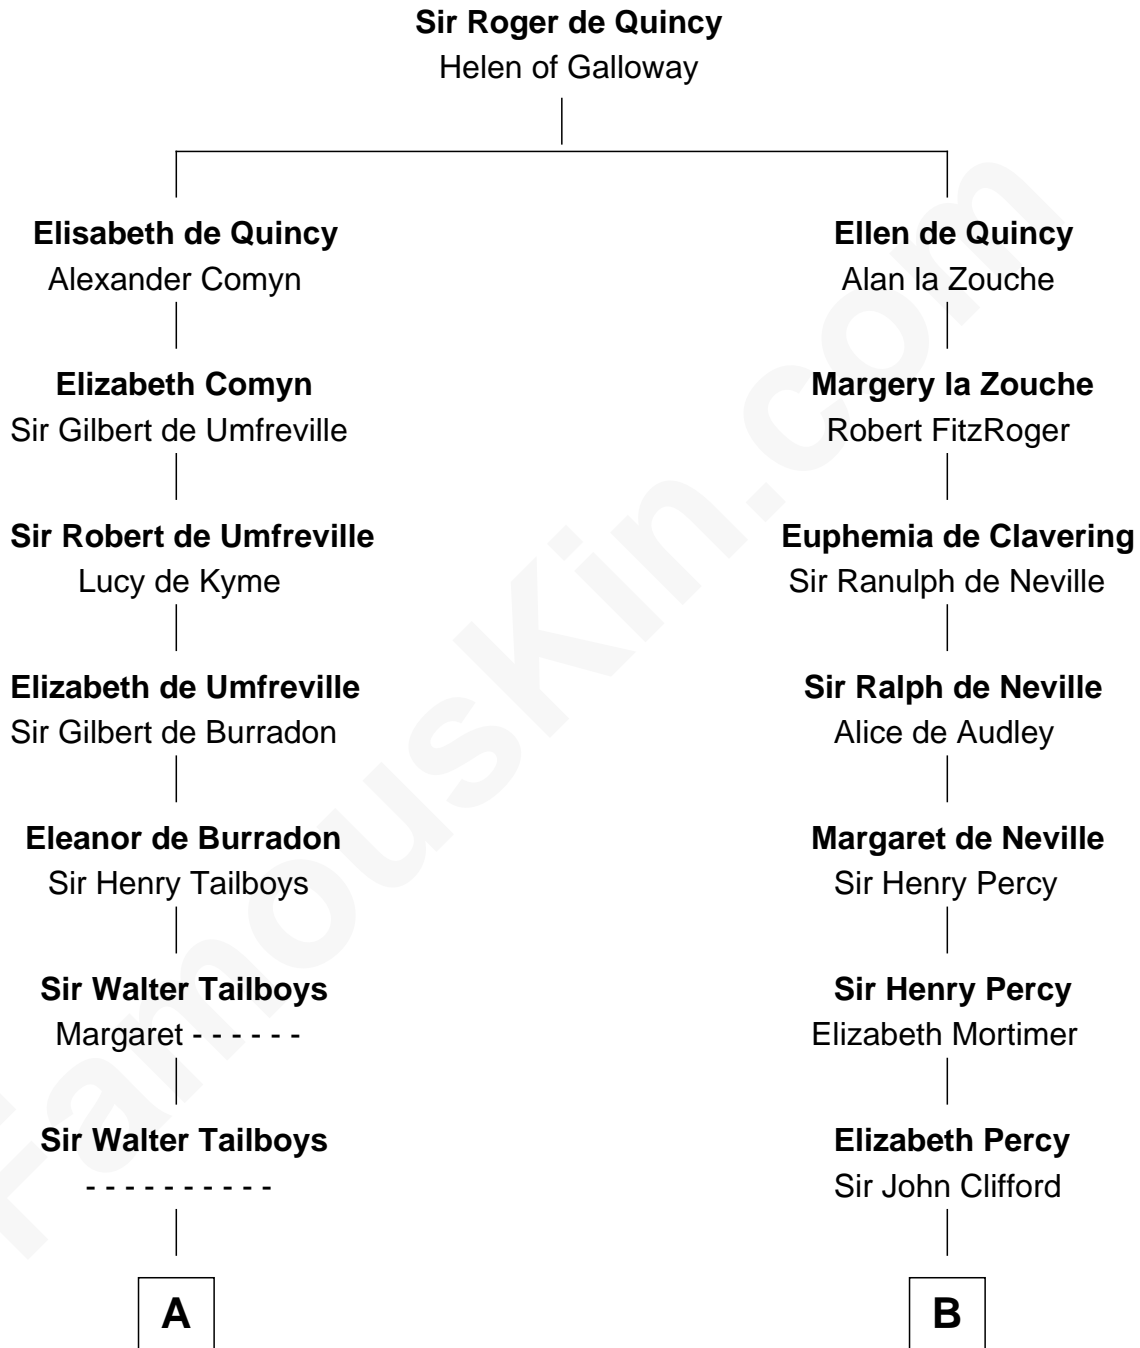 Sir Roger de Quincy
Helen of Galloway
Elisabeth de Quincy
Alexander Comyn
Ellen de Quincy
Alan la Zouche
Elizabeth Comyn
Sir Gilbert de Umfreville
Margery la Zouche
Robert FitzRoger
Sir Robert de Umfreville
Lucy de Kyme
Euphemia de Clavering
Sir Ranulph de Neville
Elizabeth de Umfreville
Sir Gilbert de Burradon
Sir Ralph de Neville
Alice de Audley
Eleanor de Burradon
Sir Henry Tailboys
Margaret de Neville
Sir Henry Percy
Sir Walter Tailboys
Margaret - - - - - -
Sir Henry Percy
Elizabeth Mortimer
Sir Walter Tailboys
- - - - - - - - - -
Elizabeth Percy
Sir John Clifford
A
B
FamousKin.com